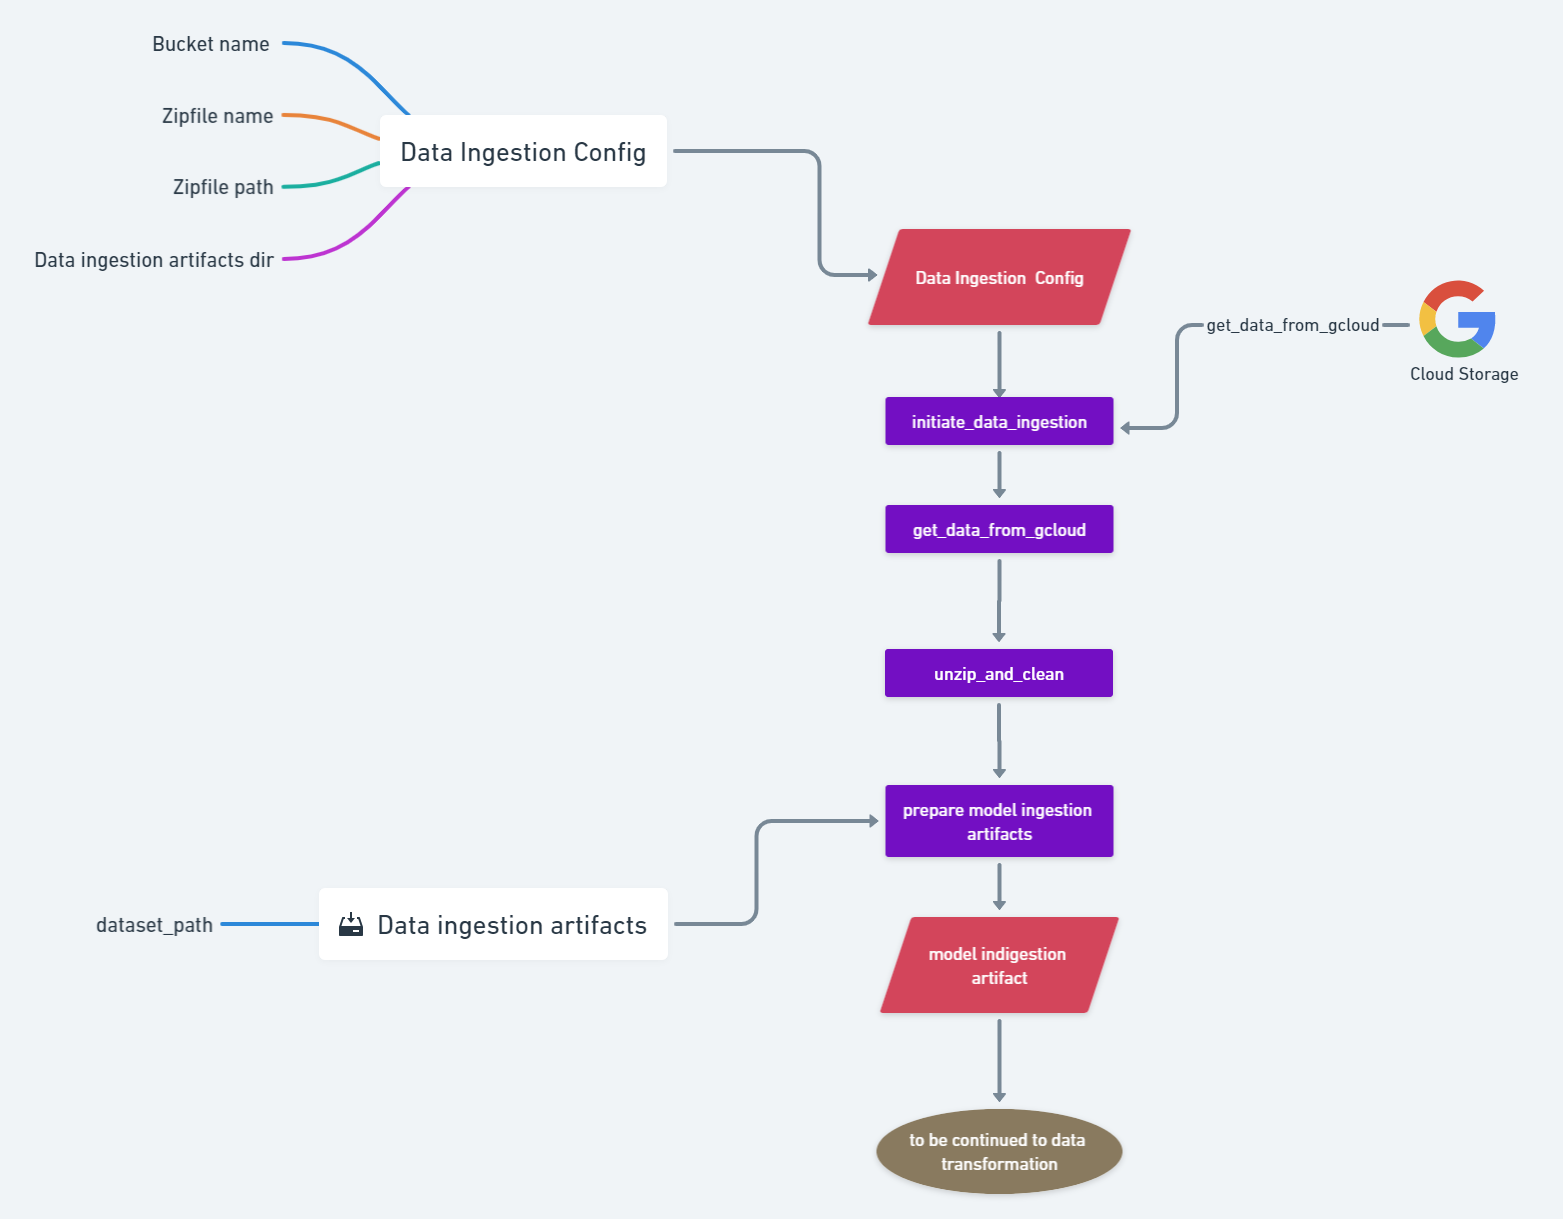 Bucket name
Zipfile name
Data Ingestion Config
Zipfile path
Data ingestion artifacts dir
Data Ingestion Config
get_data_from_gcloud
Cloud Storage
initiate_data_ingestion
get_data_from_gcloud
unzip_and_clean
prepare model ingestion
artifacts
dataset_path
Data ingestion artifacts
model indigestion
artifact
to be continued to data
transformation